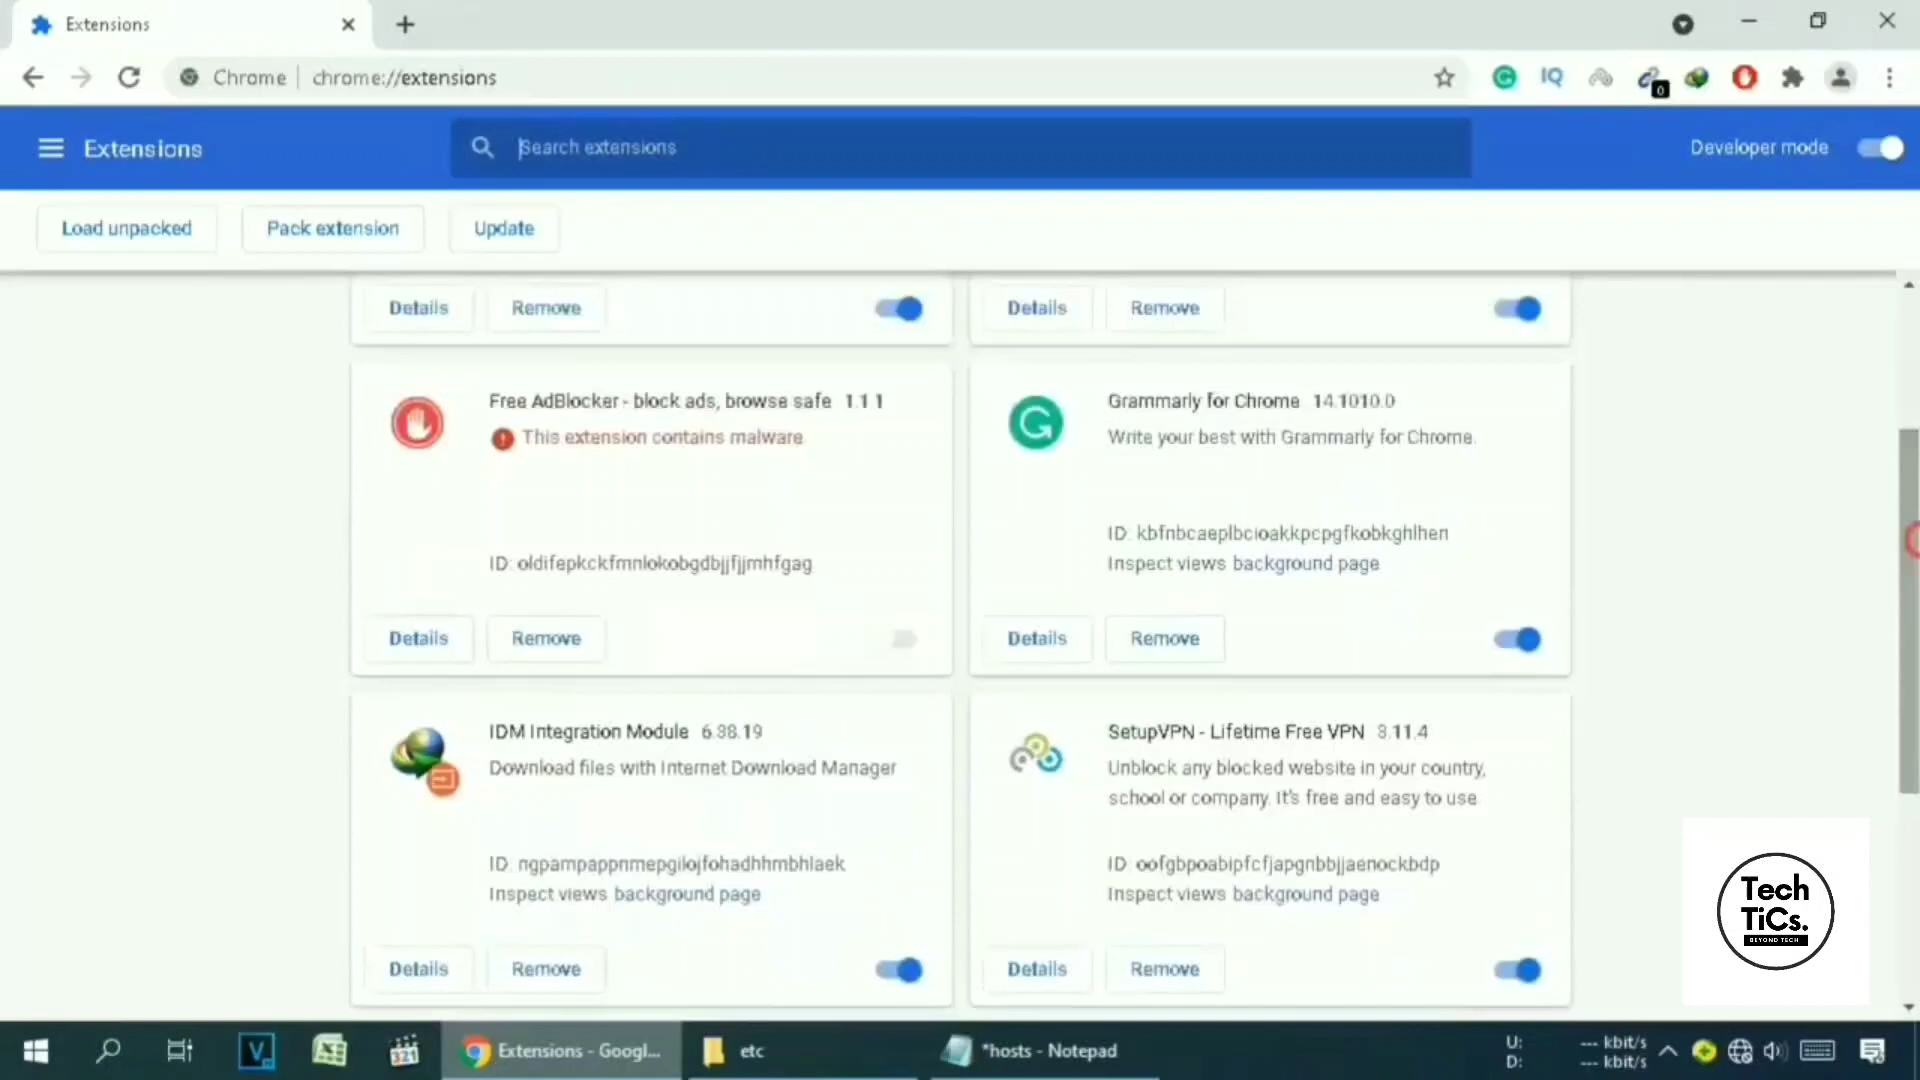 Extensions
Chrome | chrome://extensions
IQ
0
Extensions
Search extensions
Developer mode
Load unpacked
Pack extension
Update
Details
Remove
Details
Remove
Free AdBlocker - block ads, browse safe 1.1 1
This extension contains malware
ID: oldifepkckfmnlokobgdbjjfjjmhfgag
Details
Remove
Grammarly for Chrome 14.1010.0
Write your best with Grammarly for Chrome.
ID: kbfnbcaeplbcioakkpcpgfkobkghlhen
Inspect views background page
Details
Remove
IDM Integration Module 6.38.19
Download files with Internet Download Manager
ID: ngpampappnmepgilojfohadhhmbhlaek
Inspect views background page
Details
Remove
SetupVPN - Lifetime Free VPN 3.11.4
Unblock any blocked website in your country,
school or company. It's free and easy to use
ID: oofgbpoabipfcfjapgnbbjjaenockbdp
Inspect views background page
Details
Remove
Tech
TiCs.
BEYOND TECH
321
Extensions - Googl...
etc
*hosts - Notepad
U: --- kbit/s
D: --- kbit/s